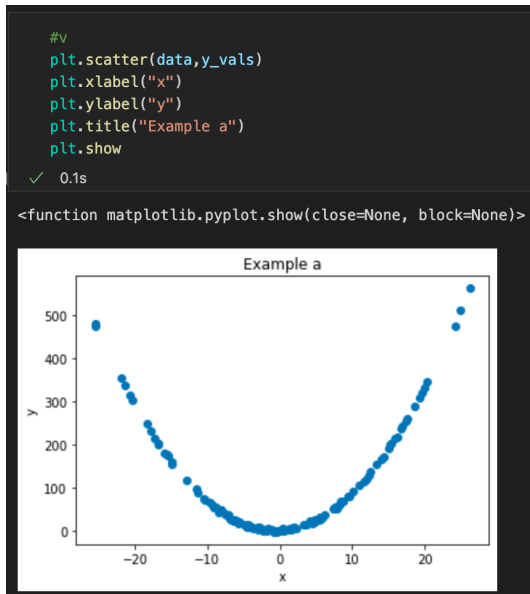 #v
plt.scatter(data,y_vals)
plt.xlabel("x")
plt.ylabel("y")
plt.title("Example a")
plt.show
✓ 0.1s
<function matplotlib.pyplot.show(close=None, block=None)>
Example a
500
400
300
200
100
0
y
−20 −10 0 10 20
x